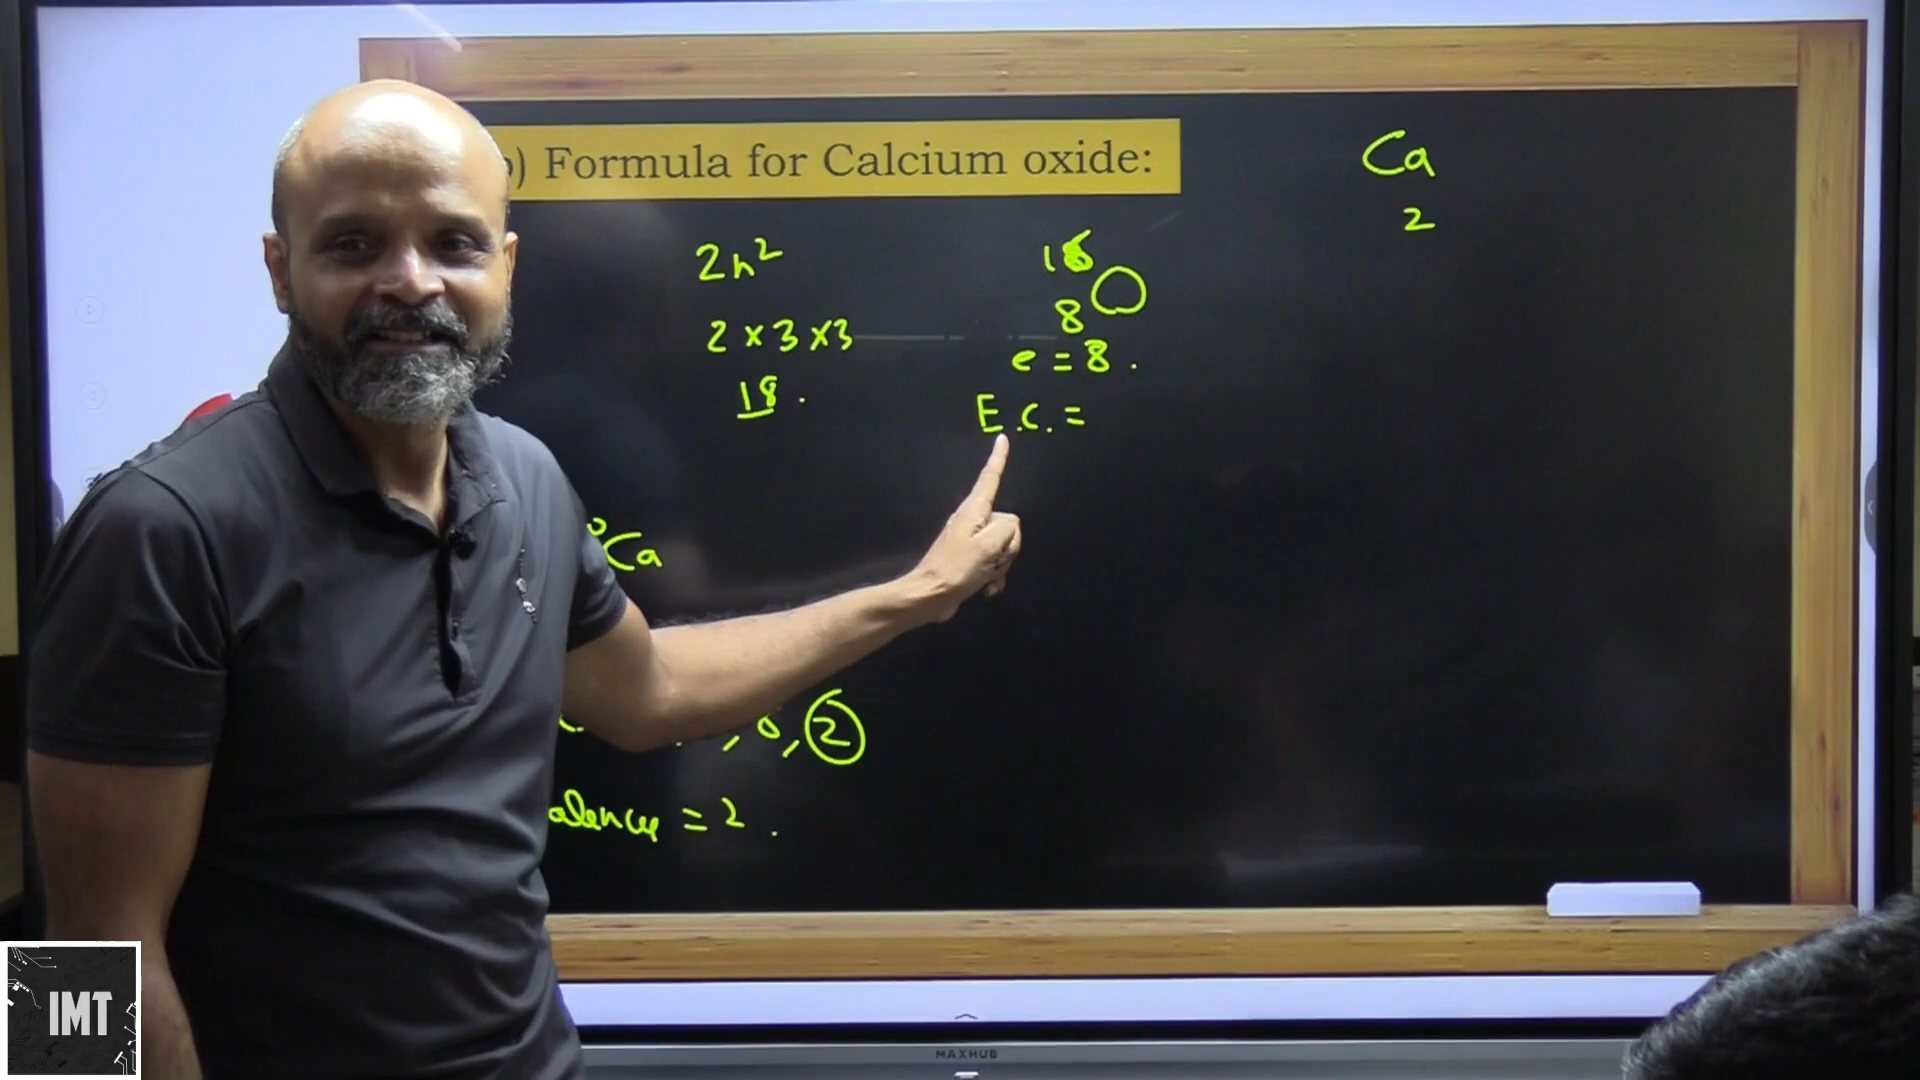 ) Formula for Calcium oxide:
Ca
2
2n²
2 × 3 × 3
18 .
16
8 O
e = 8 .
E.C. =
Ca
, 8, ②
alency = 2 .
IMT
MAXHUB